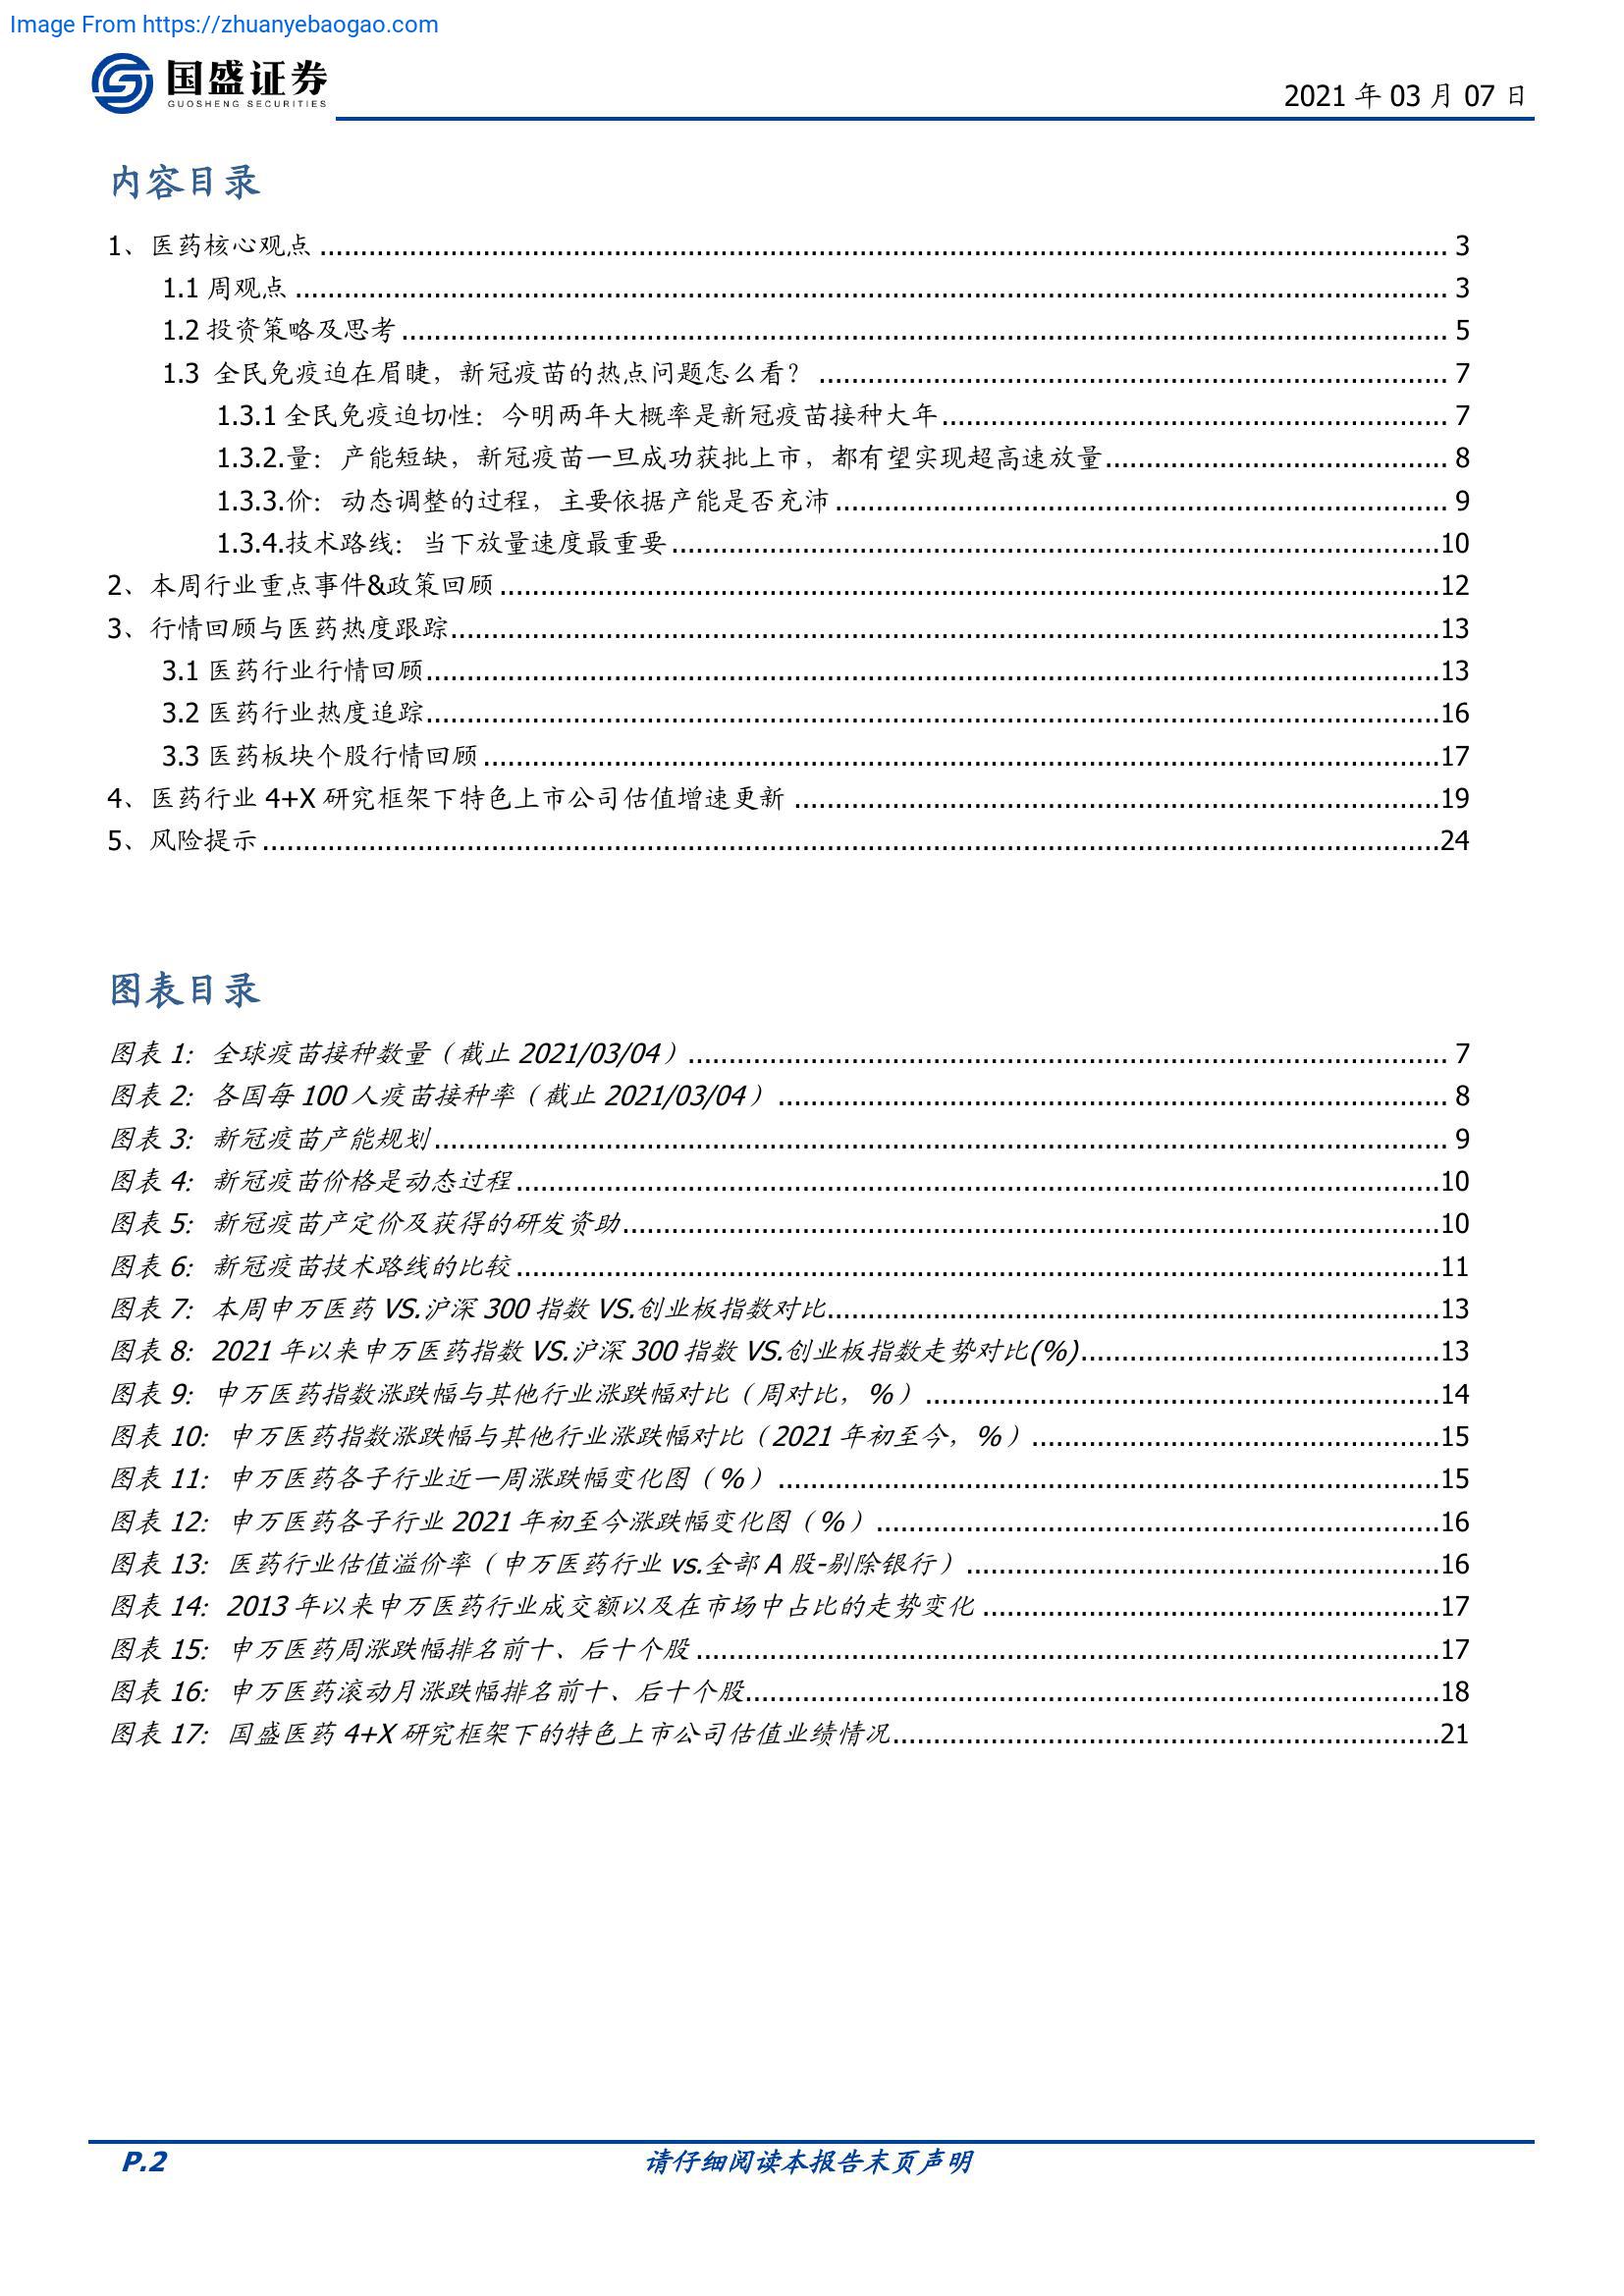 Image From https://zhuanyebaogao.com
国盛证券
GUOSHENG SECURITIES
2021 年 03 月 07 日
内容目录
1、医药核心观点 ........................................ 3
1.1 周观点 ........................................ 3
1.2 投资策略及思考 ........................................ 5
1.3 全民免疫迫在眉睫，新冠疫苗的热点问题怎么看？ ........................................ 7
1.3.1 全民免疫迫切性：今明两年大概率是新冠疫苗接种大年 ........................................ 7
1.3.2.量：产能短缺，新冠疫苗一旦成功获批上市，都有望实现超高速放量 ........................................ 8
1.3.3.价：动态调整的过程，主要依据产能是否充沛 ........................................ 9
1.3.4.技术路线：当下放量速度最重要 ........................................ 10
2、本周行业重点事件&政策回顾 ........................................ 12
3、行情回顾与医药热度跟踪 ........................................ 13
3.1 医药行业行情回顾 ........................................ 13
3.2 医药行业热度追踪 ........................................ 16
3.3 医药板块个股行情回顾 ........................................ 17
4、医药行业 4+X 研究框架下特色上市公司估值增速更新 ........................................ 19
5、风险提示 ........................................ 24
图表目录
图表 1：全球疫苗接种数量（截止 2021/03/04） ........................................ 7
图表 2：各国每 100 人疫苗接种率（截止 2021/03/04） ........................................ 8
图表 3：新冠疫苗产能规划 ........................................ 9
图表 4：新冠疫苗价格是动态过程 ........................................ 10
图表 5：新冠疫苗产定价及获得的研发资助 ........................................ 10
图表 6：新冠疫苗技术路线的比较 ........................................ 11
图表 7：本周申万医药 VS.沪深 300 指数 VS.创业板指数对比 ........................................ 13
图表 8：2021 年以来申万医药指数 VS.沪深 300 指数 VS.创业板指数走势对比(%) ........................................ 13
图表 9：申万医药指数涨跌幅与其他行业涨跌幅对比（周对比，%） ........................................ 14
图表 10：申万医药指数涨跌幅与其他行业涨跌幅对比（2021 年初至今，%） ........................................ 15
图表 11：申万医药各子行业近一周涨跌幅变化图（%） ........................................ 15
图表 12：申万医药各子行业 2021 年初至今涨跌幅变化图（%） ........................................ 16
图表 13：医药行业估值溢价率（申万医药行业 vs.全部 A 股-剔除银行） ........................................ 16
图表 14：2013 年以来申万医药行业成交额以及在市场中占比的走势变化 ........................................ 17
图表 15：申万医药周涨跌幅排名前十、后十个股 ........................................ 17
图表 16：申万医药滚动月涨跌幅排名前十、后十个股 ........................................ 18
图表 17：国盛医药 4+X 研究框架下的特色上市公司估值业绩情况 ........................................ 21
P.2
请仔细阅读本报告末页声明